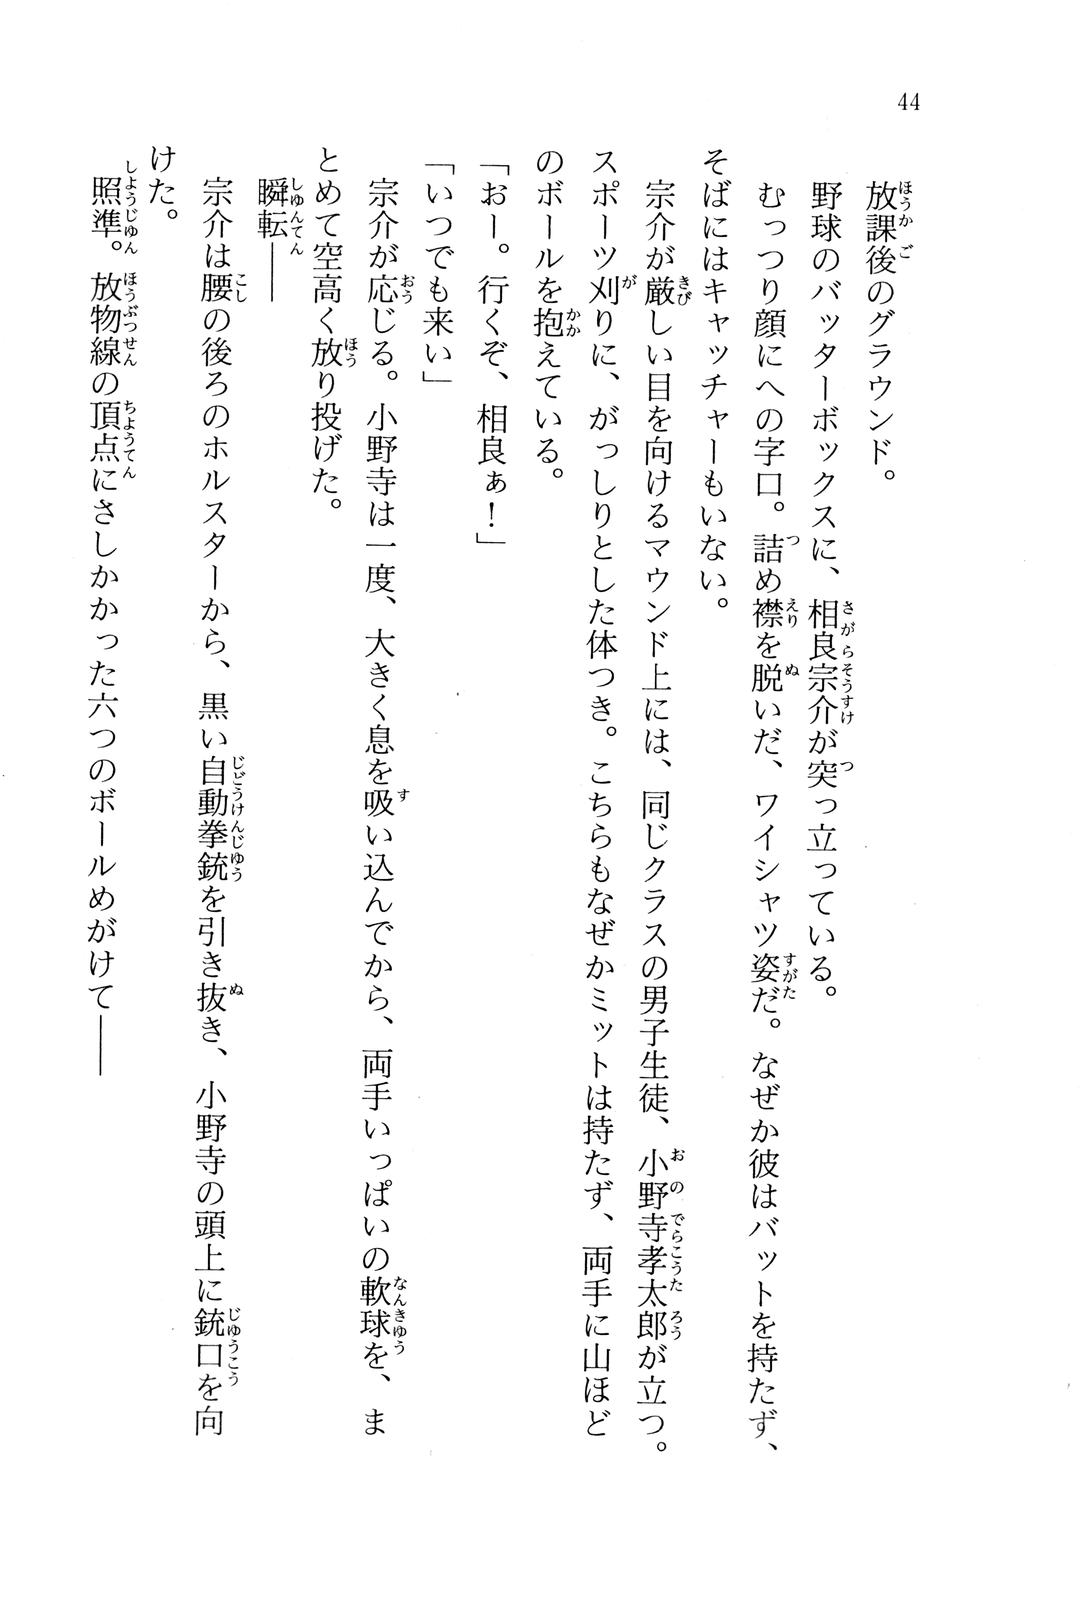 44
放課後のグラウンド。
野球のバッターボックスに、相良宗介が突っ立っている。
むっつり顔にへの字口。詰め襟を脱いだ、ワイシャツ姿だ。なぜか彼はバットを持たず、
そばにはキャッチャーもいない。
宗介が厳しい目を向けるマウンド上には、同じクラスの男子生徒、小野寺孝太郎が立つ。
スポーツ刈りに、がっしりとした体つき。こちらもなぜかミットは持たず、両手に山ほど
のボールを抱えている。
「おー。行くぞ、相良ぁ！」
「いつでも来い」
宗介が応じる。小野寺は一度、大きく息を吸い込んでから、両手いっぱいの軟球を、ま
とめて空高く放り投げた。
瞬転――
宗介は腰の後ろのホルスターから、黒い自動拳銃を引き抜き、小野寺の頭上に銃口を向
けた。
照準。放物線の頂点にさしかかった六つのボールめがけて――